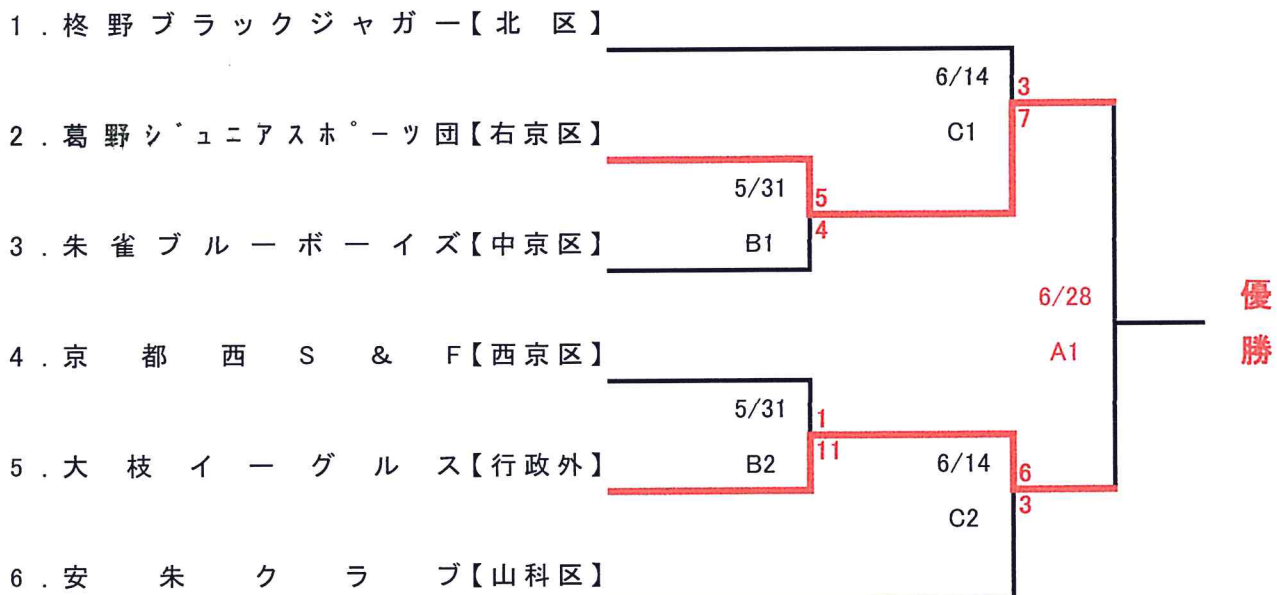 1.柊野ブラックジャガー【北 区】
6/14
3
7
2.葛野ジュニアスポーツ団【右京区】
C1
5/31
5
4
3.朱雀ブルーボーイズ【中京区】
B1
6/28
優
4.京都西S&F【西京区】
A1
勝
5/31
1
11
5.大枝イーグルス【行政外】
B2
6/14
6
3
C2
6.安朱クラブ【山科区】